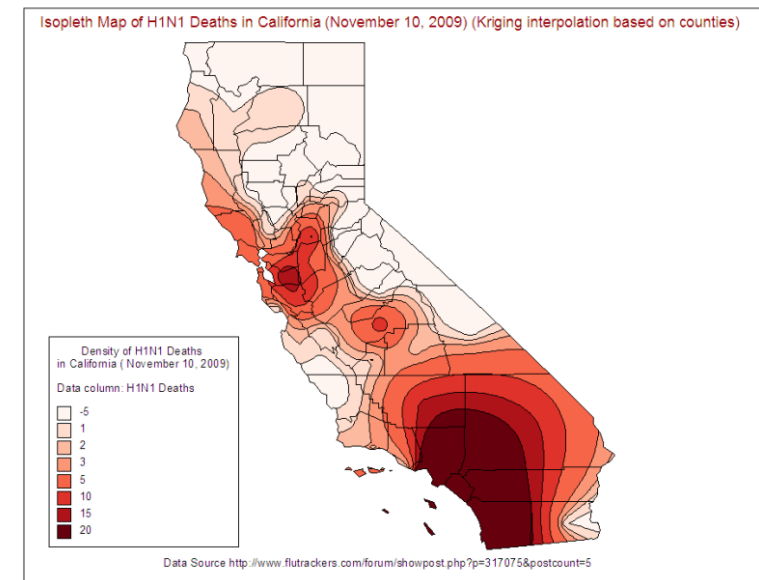 Isopleth Map of H1N1 Deaths in California (November 10, 2009) (Kriging interpolation based on counties)
Density of H1N1 Deaths
in California ( November 10, 2009)
Data column: H1N1 Deaths
-5
1
2
3
5
10
15
20
Data Source http://www.flutrackers.com/forum/showpost.php?p=317075&postcount=5